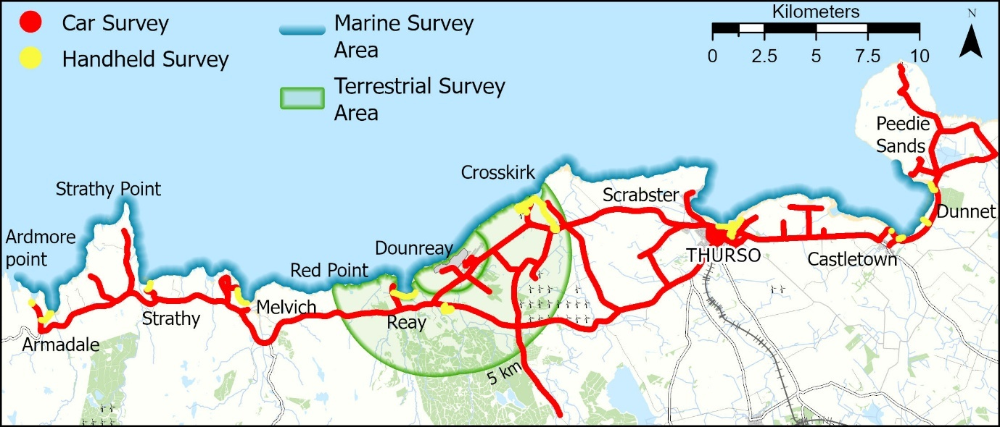 Car Survey
Handheld Survey
Marine Survey
Area
Terrestrial Survey
Area
Kilometers
0 2.5 5 7.5 10
N
Peedie
Sands
Crosskirk
Strathy Point
Scrabster
Dunnet
Ardmore
point
Dounreay
THURSO
Castletown
Red Point
Melvich
Strathy
Reay
Armadale
5 km